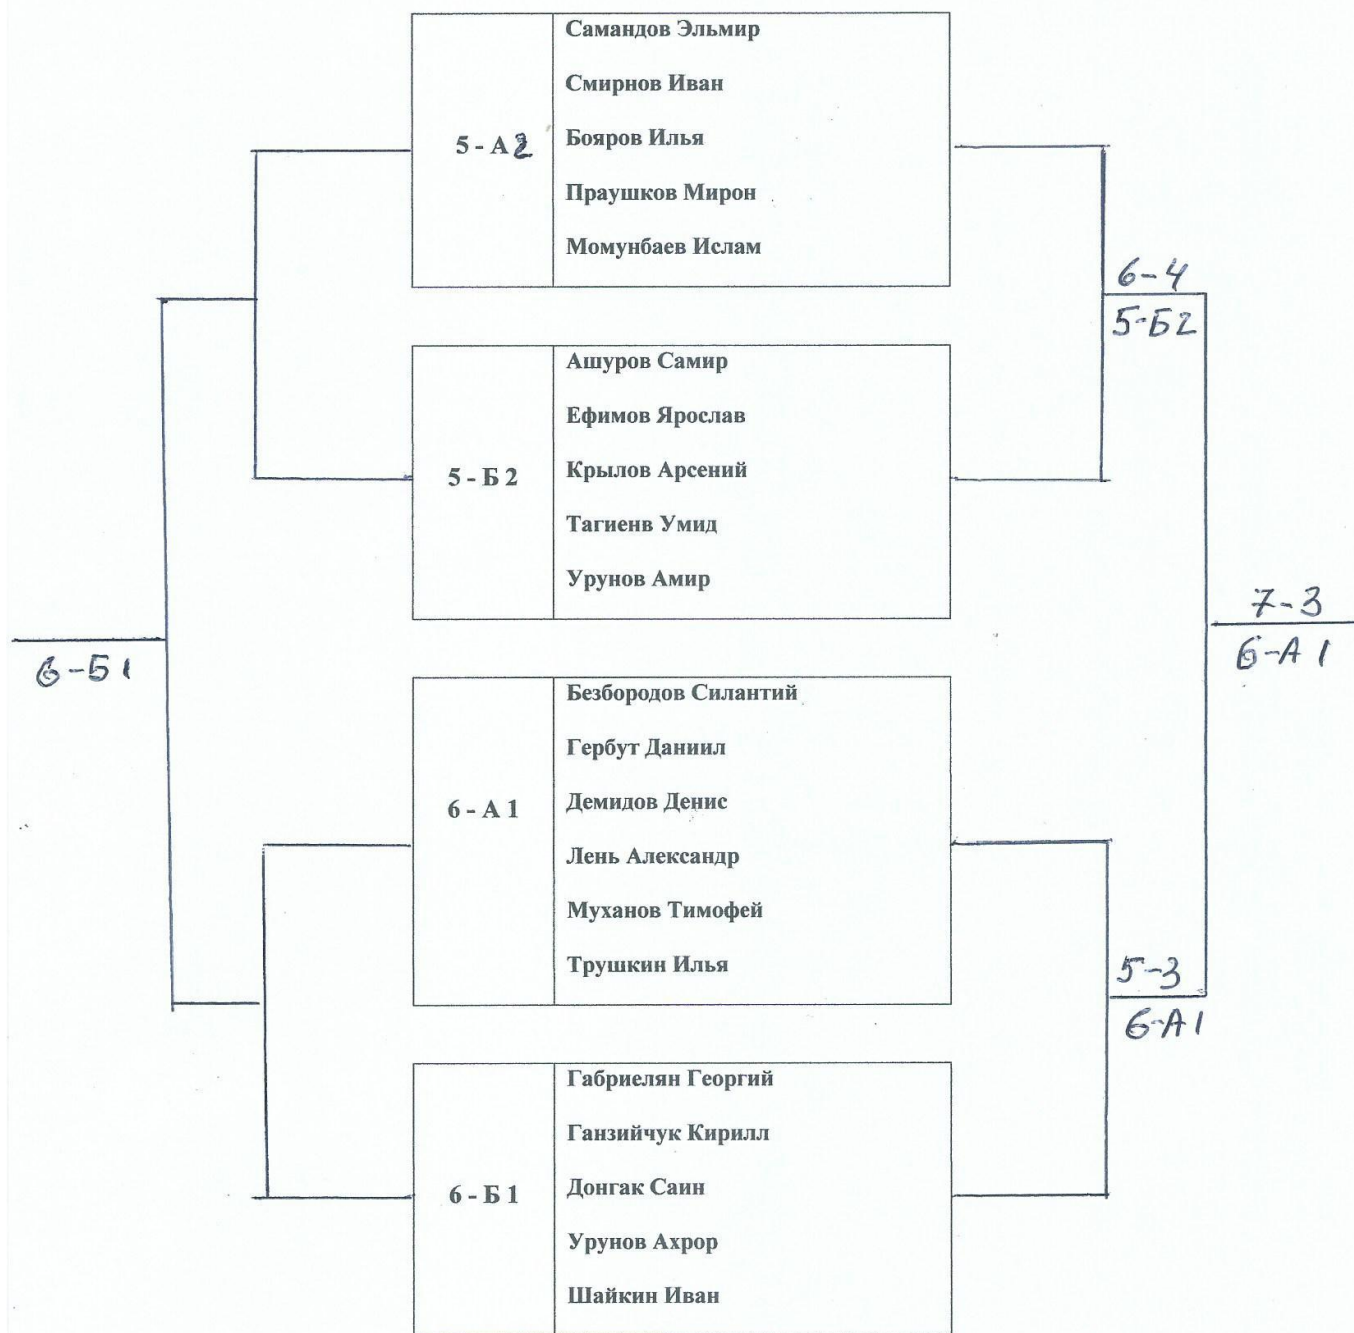 Самандов Эльмир
Смирнов Иван
5 - А 2
Бояров Илья
Праушков Мирон
Момунбаев Ислам
6-4
5-Б2
Ашуров Самир
Ефимов Ярослав
5 - Б 2
Крылов Арсений
Тагиенв Умид
Урунов Амир
7-3
6-А 1
6-Б1
Безбородов Силантий
Гербут Даниил
6 - А 1
Демидов Денис
Лень Александр
Муханов Тимофей
Трушкин Илья
5-3
6-А1
Габриелян Георгий
Ганзийчук Кирилл
6 - Б 1
Донгак Саин
Урунов Ахрор
Шайкин Иван